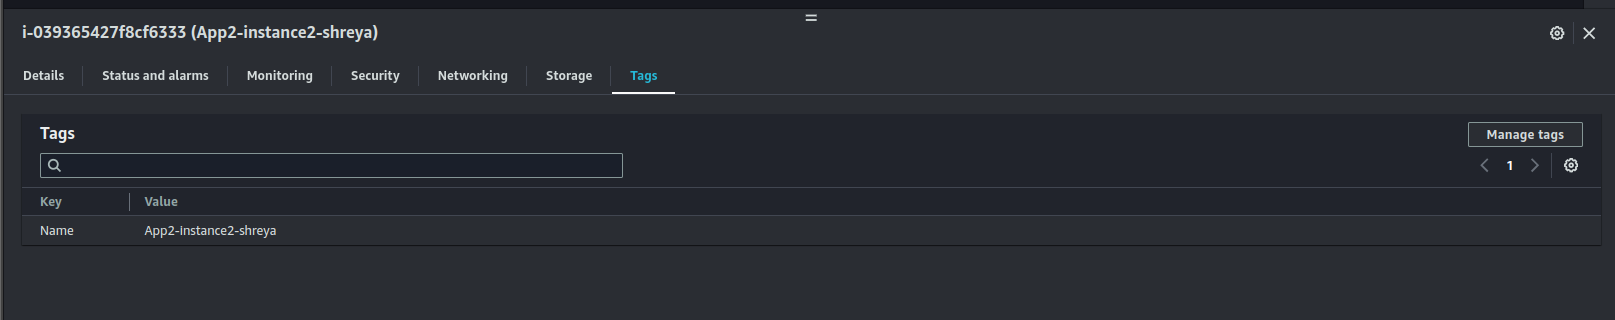 i-039365427f8cf6333 (App2-instance2-shreya)
Details Status and alarms Monitoring Security Networking Storage Tags
Tags
Manage tags
1
Key Value
Name App2-instance2-shreya